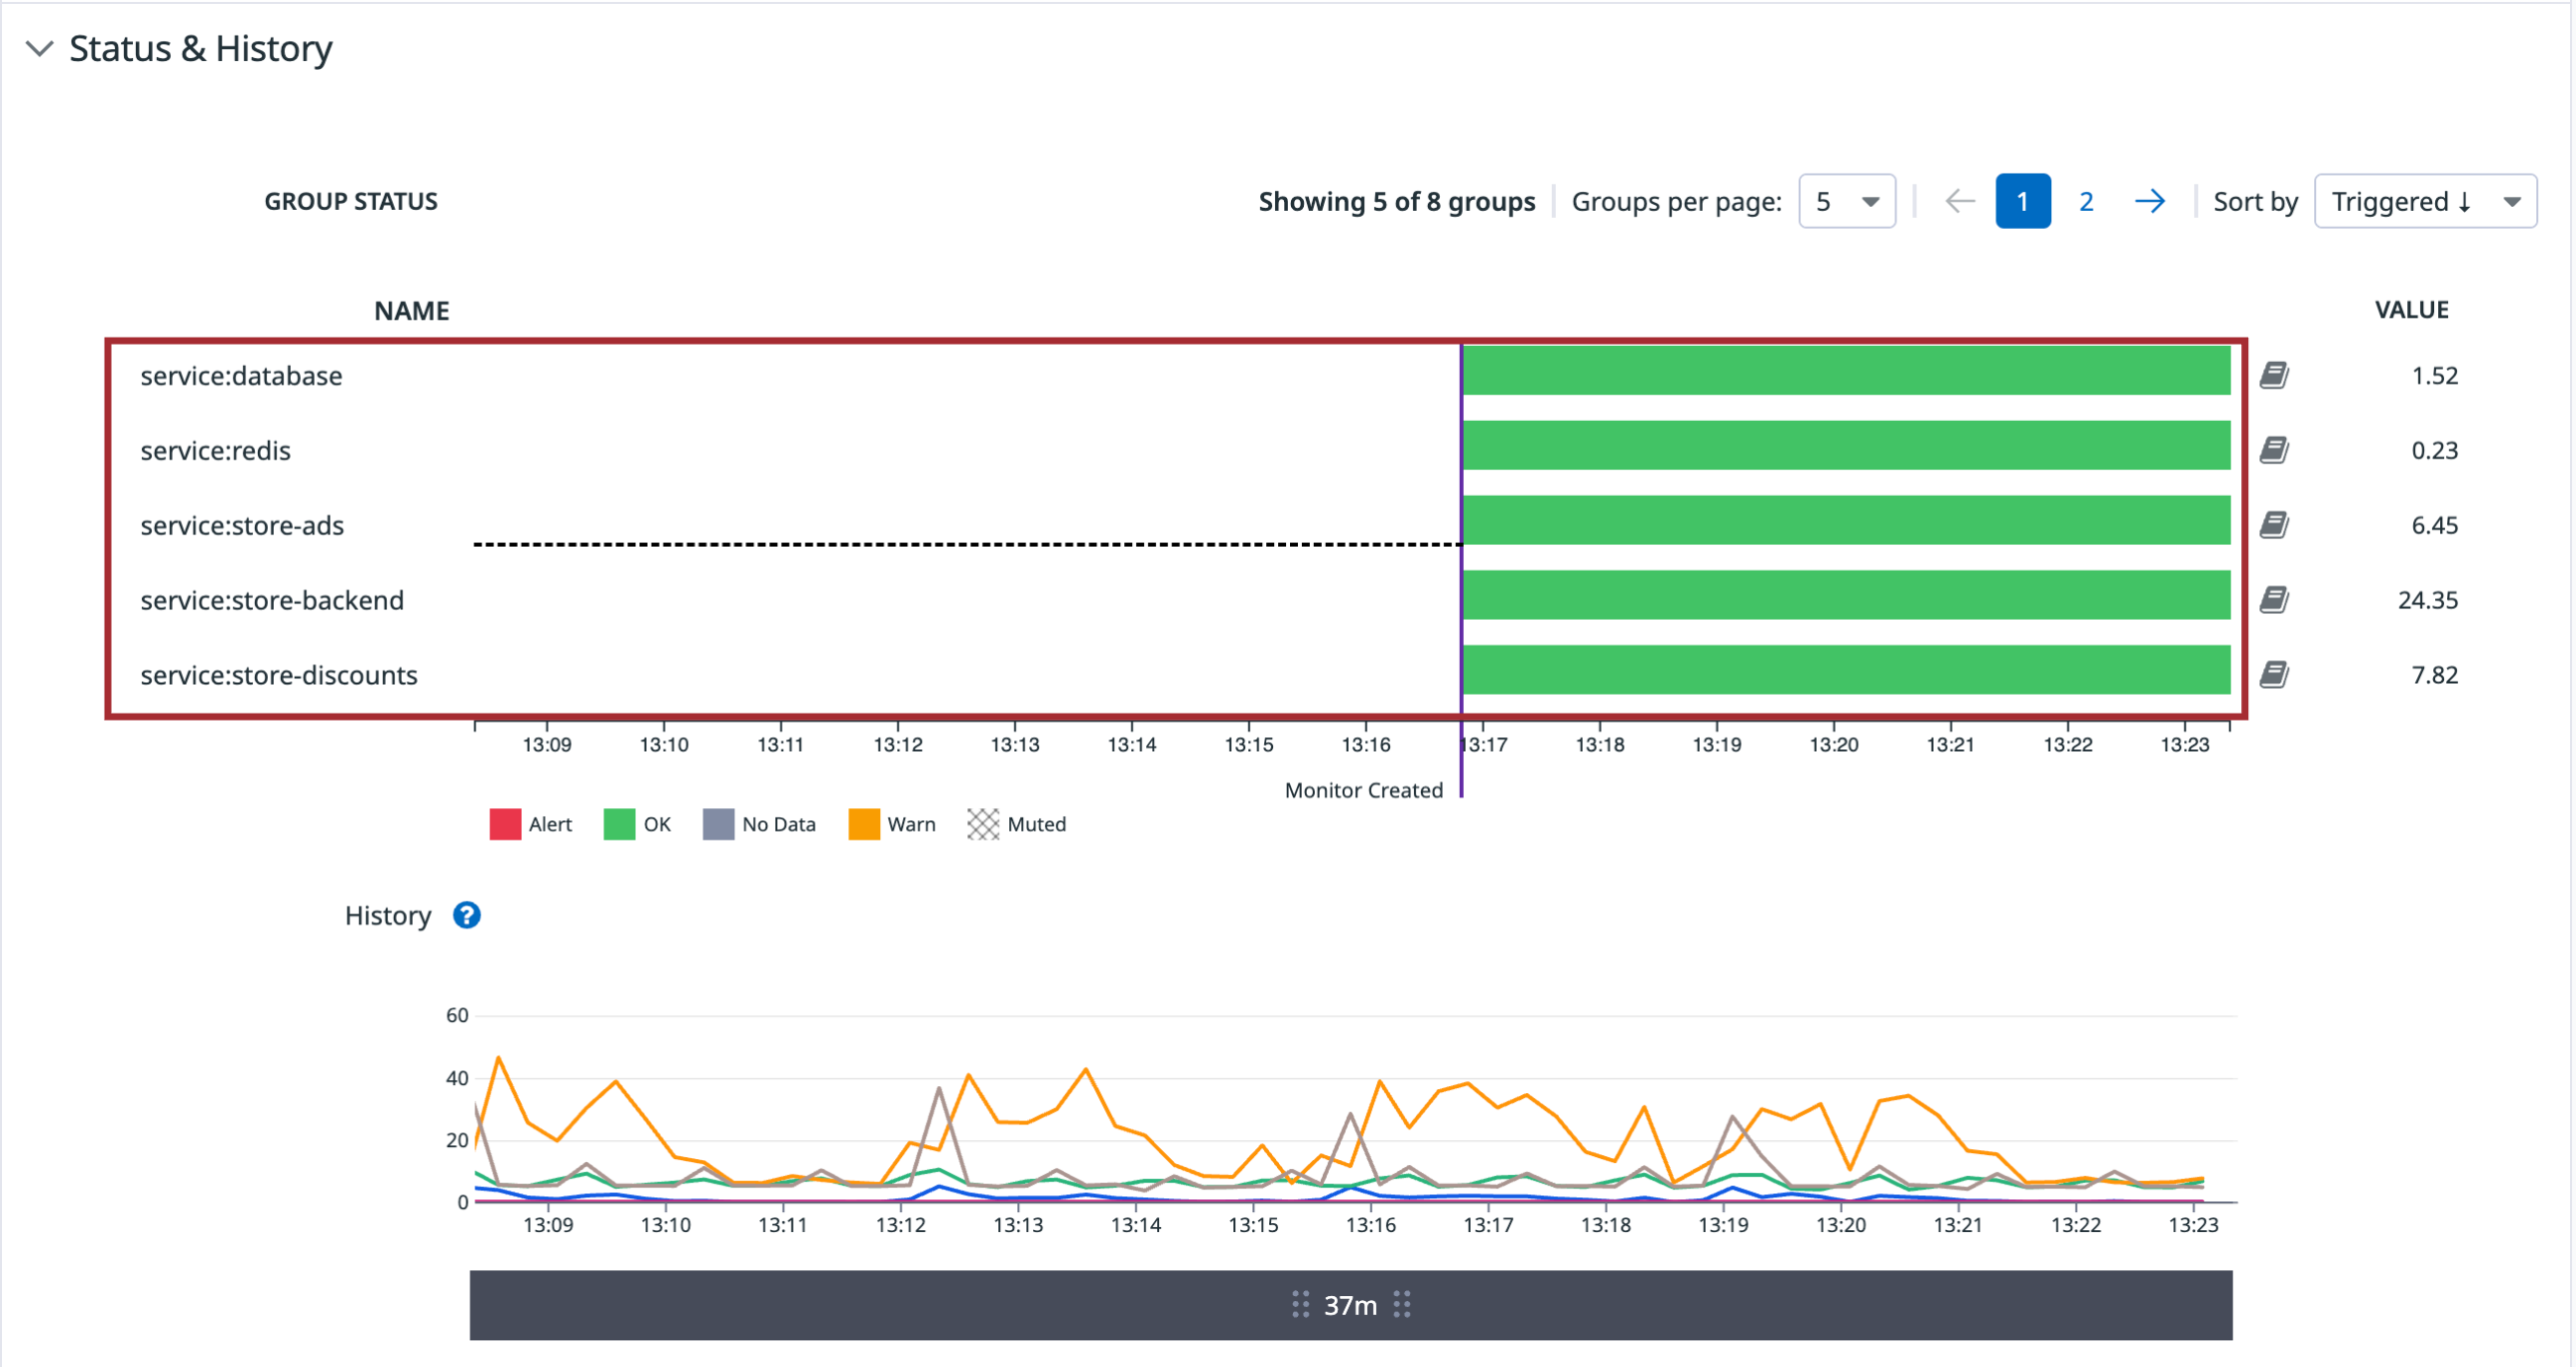 Status & History
GROUP STATUS Showing 5 of 8 groups Groups per page: 5 ← 1 2 → Sort by Triggered ↓
NAME VALUE
service:database 1.52
service:redis 0.23
service:store-ads 6.45
service:store-backend 24.35
service:store-discounts 7.82
13:09 13:10 13:11 13:12 13:13 13:14 13:15 13:16 13:17 13:18 13:19 13:20 13:21 13:22 13:23
Monitor Created
Alert OK No Data Warn Muted
History ?
60
40
20
0
13:09 13:10 13:11 13:12 13:13 13:14 13:15 13:16 13:17 13:18 13:19 13:20 13:21 13:22 13:23
37m